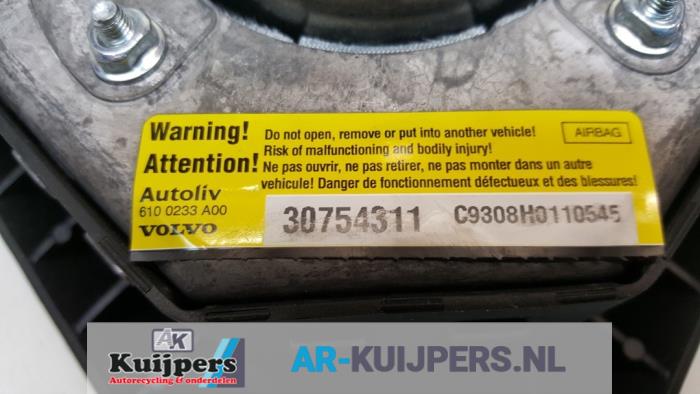 Warning!
Attention!
Do not open, remove or put into another vehicle!
Risk of malfunctioning and bodily injury!
Ne pas ouvrir, ne pas retirer, ne pas monter dans un autre
vehicule! Danger de fonctionnement défectueux et des blessures!
AIRBAG
Autoliv
610 0233 A00
VOLVO
30754311 C9308H0110545
AK
Kuijpers
Autorecycling & onderdelen
AR-KUIJPERS.NL